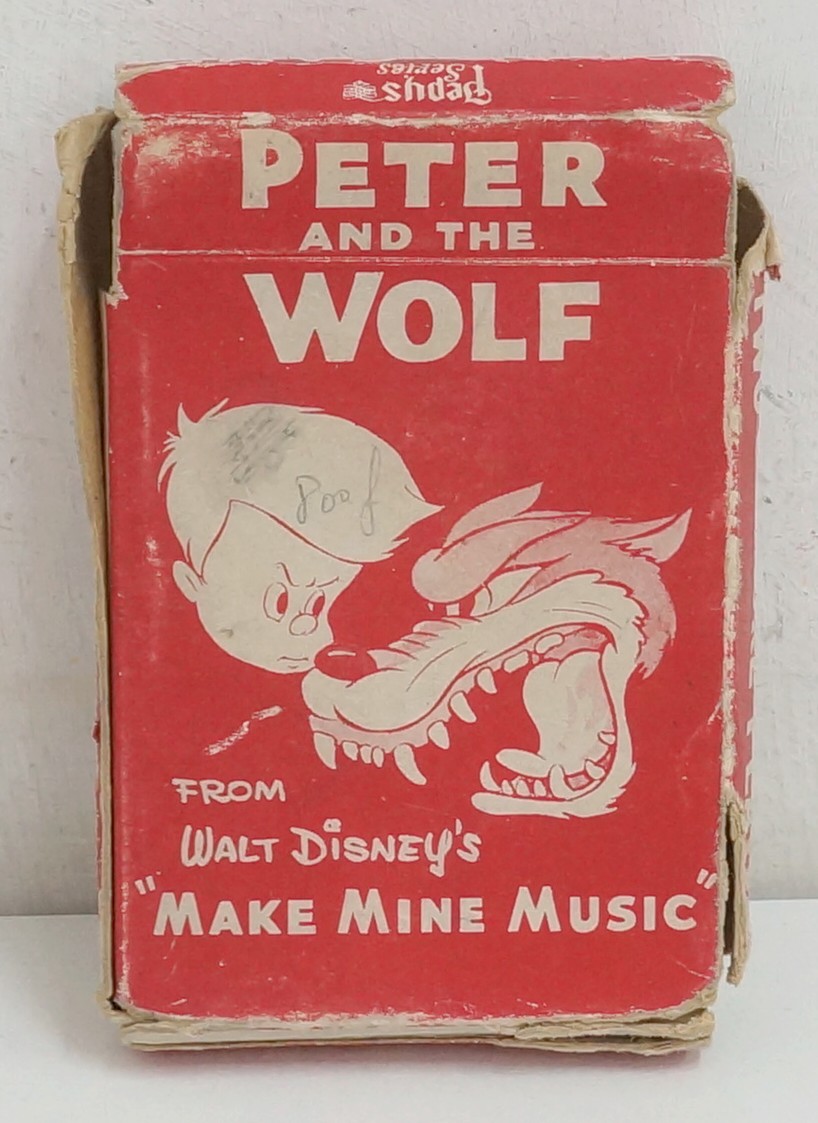 Pepys
Series
PETER
AND THE
WOLF
Poof
FROM
WALT DISNEY'S
"MAKE MINE MUSIC"